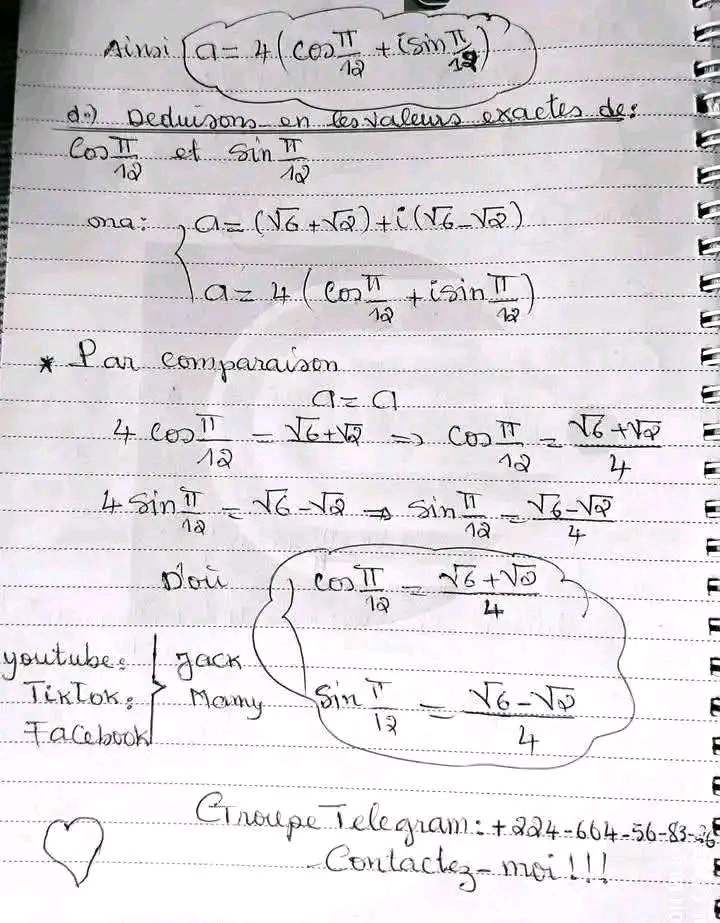 Ainsi a = 4(cos π/12 + i sin π/12)
d.) Deduisons en les valeurs exactes de:
Cos π/12 et Sin π/12
ona: a = (√6 + √2) + i(√6 - √2)
a = 4(Cos π/12 + i sin π/12)
* Par comparaison
a = a
4 Cos π/12 = √6+√2 => Cos π/12 = (√6+√2)/4
4 Sin π/12 = √6-√2 => Sin π/12 = (√6-√2)/4
D'où cos π/12 = (√6+√2)/4
youtube: Jack
TikTok: Mamy Sin π/12 = (√6-√2)/4
Facebook
Groupe Telegram: +224-664-56-83-26
-Contactez-moi!!!